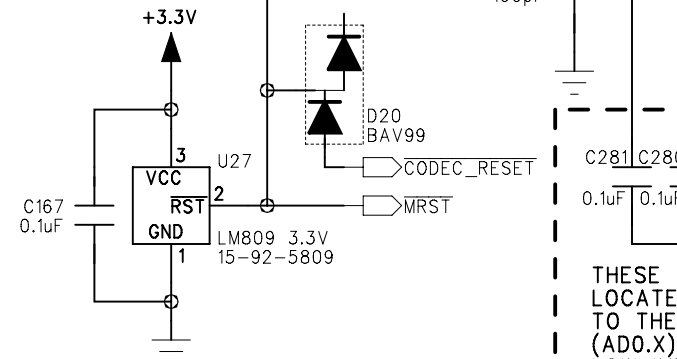 +3.3V
D20
BAV99
3
U27
VCC
2
CODEC_RESET
RST
MRST
C167
0.1uF
GND
LM809 3.3V
1
15-92-5809
C281
0.1uF
THESE
LOCATE
TO THE
(ADO.X)